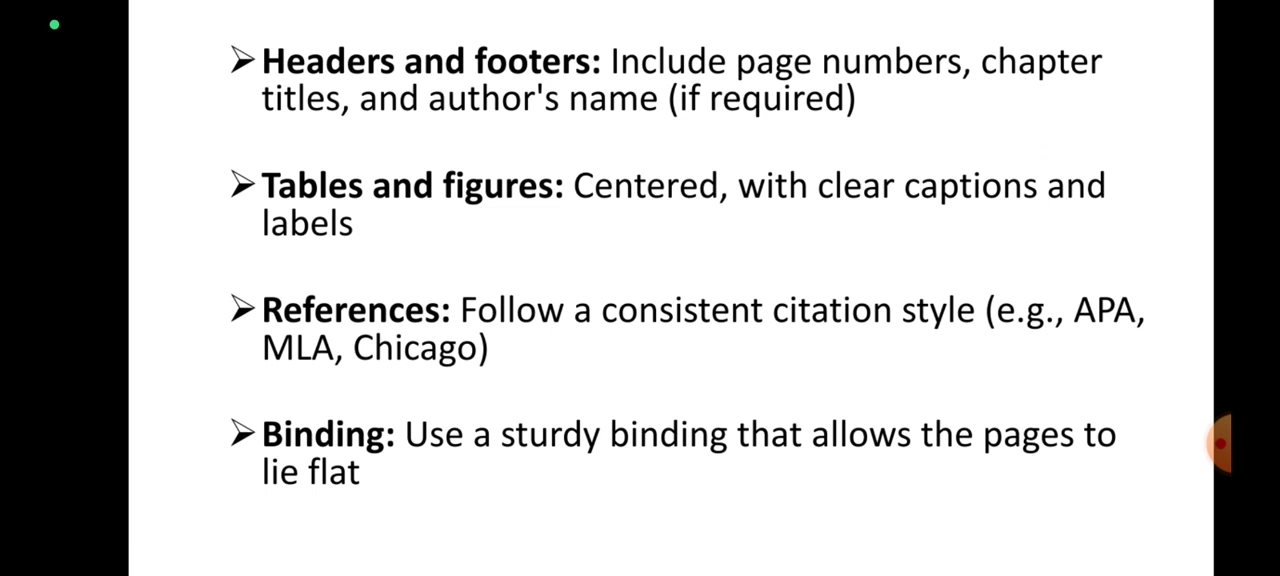 ➢ Headers and footers: Include page numbers, chapter
titles, and author's name (if required)
➢ Tables and figures: Centered, with clear captions and
labels
➢ References: Follow a consistent citation style (e.g., APA,
MLA, Chicago)
➢ Binding: Use a sturdy binding that allows the pages to
lie flat